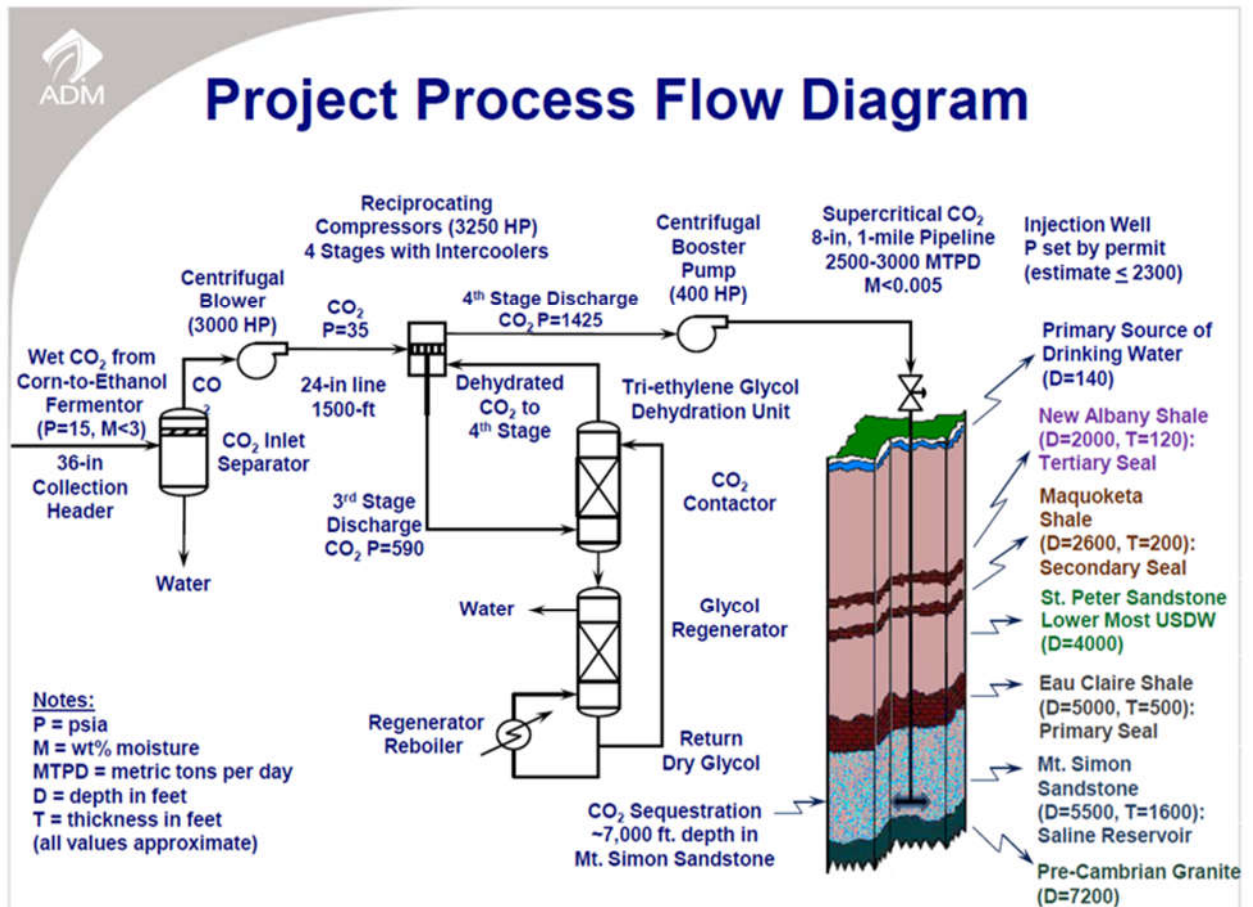 ADM
Project Process Flow Diagram
Reciprocating
Compressors (3250 HP)
4 Stages with Intercoolers
Centrifugal
Blower
(3000 HP)
CO2
P=35
4th Stage Discharge
CO2 P=1425
Centrifugal
Booster
Pump
(400 HP)
Supercritical CO2
8-in, 1-mile Pipeline
2500-3000 MTPD
M<0.005
Injection Well
P set by permit
(estimate ≤ 2300)
Wet CO2 from
Corn-to-Ethanol
Fermentor
(P=15, M<3)
36-in
Collection
Header
CO2
CO2 Inlet
Separator
Water
24-in line
1500-ft
Dehydrated
CO2 to
4th Stage
3rd Stage
Discharge
CO2 P=590
Tri-ethylene Glycol
Dehydration Unit
CO2
Contactor
Water
Glycol
Regenerator
Regenerator
Reboiler
Return
Dry Glycol
CO2 Sequestration
~7,000 ft. depth in
Mt. Simon Sandstone
Primary Source of
Drinking Water
(D=140)
New Albany Shale
(D=2000, T=120):
Tertiary Seal
Maquoketa
Shale
(D=2600, T=200):
Secondary Seal
St. Peter Sandstone
Lower Most USDW
(D=4000)
Eau Claire Shale
(D=5000, T=500):
Primary Seal
Mt. Simon
Sandstone
(D=5500, T=1600):
Saline Reservoir
Pre-Cambrian Granite
(D=7200)
Notes:
P = psia
M = wt% moisture
MTPD = metric tons per day
D = depth in feet
T = thickness in feet
(all values approximate)